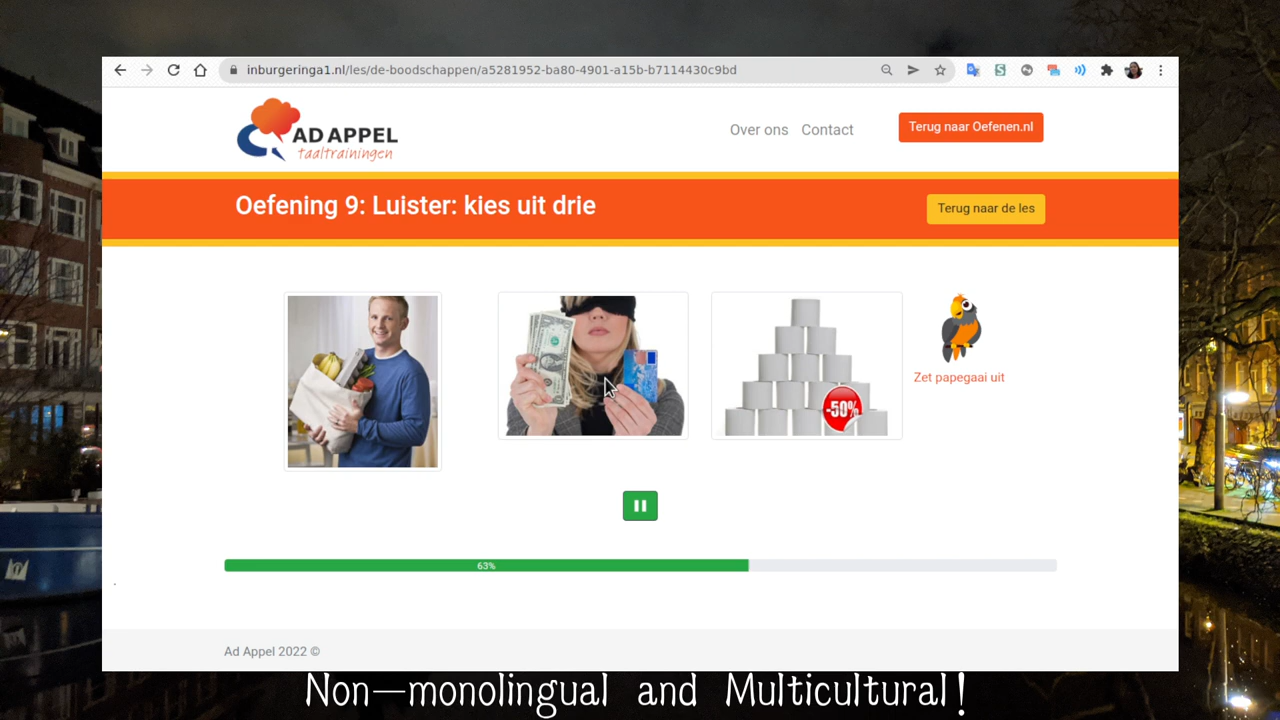 inburgeringa1.nl/les/de-boodschappen/a5281952-ba80-4901-a15b-b7114430c9bd
AD APPEL
taaltrainingen
Over ons
Contact
Terug naar Oefenen.nl
Oefening 9: Luister: kies uit drie
Terug naar de les
-50%
Zet papegaai uit
63%
Ad Appel 2022 ©
Non-monolingual and Multicultural!